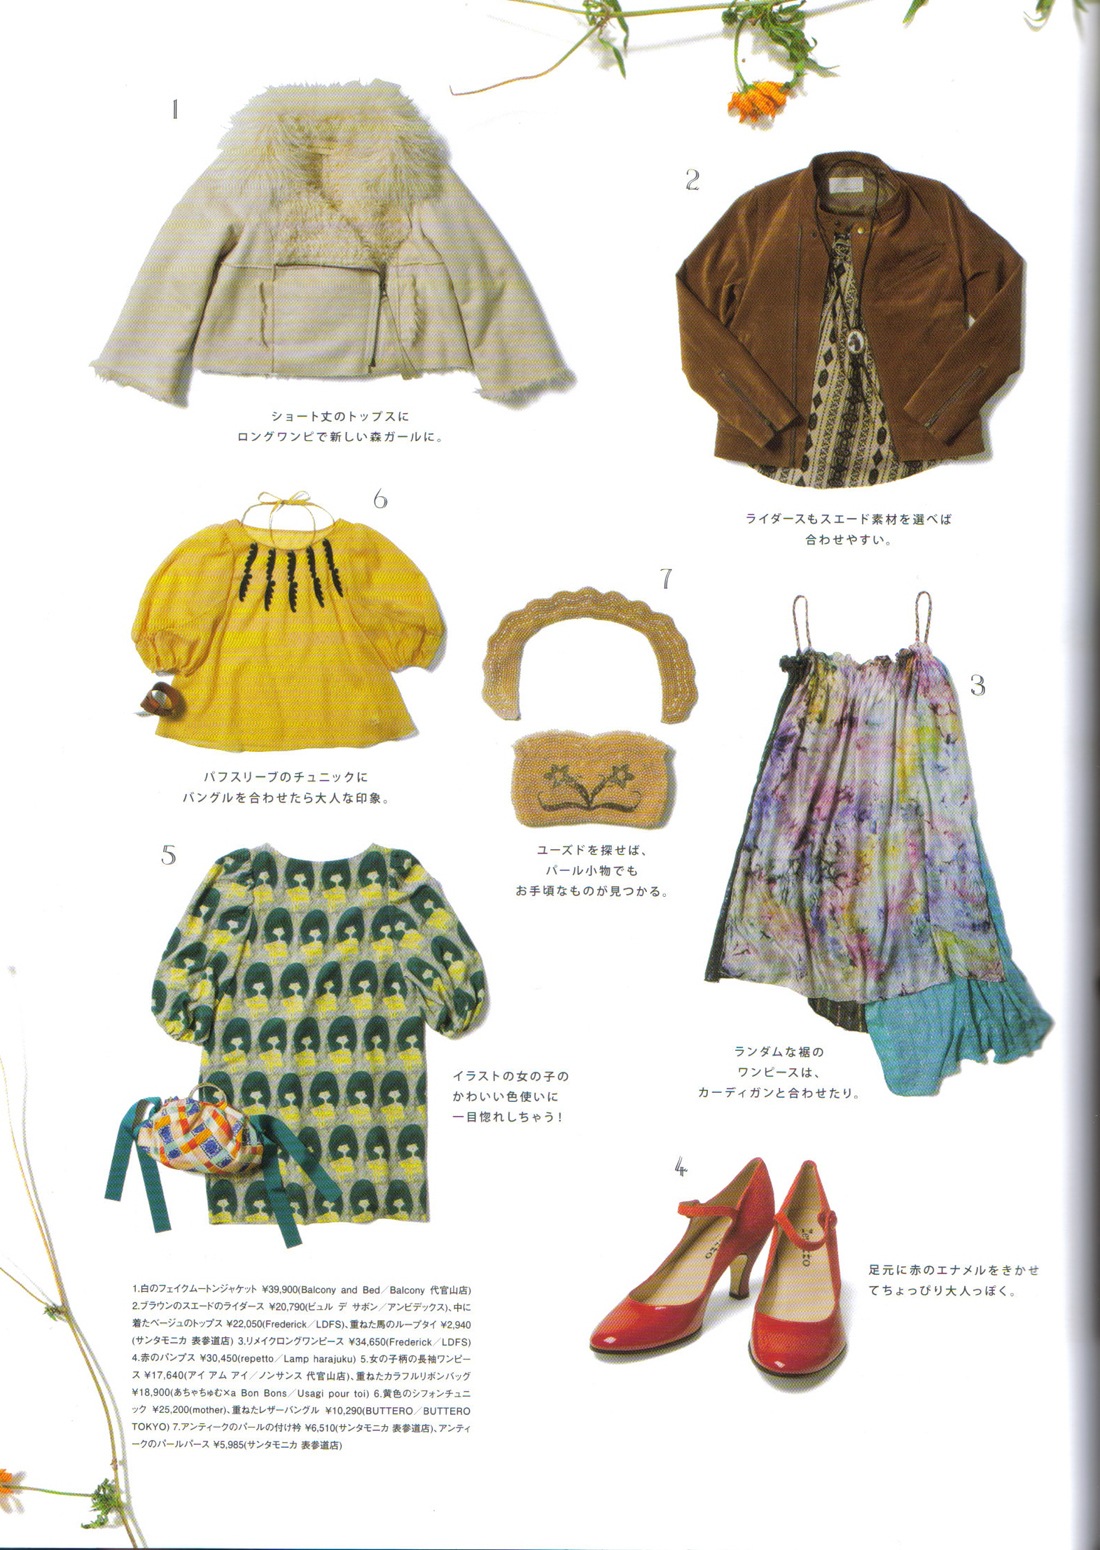 1
ショート丈のトップスに
ロングワンピで新しい森ガールに。
2
ライダースもスエード素材を選べば
合わせやすい。
6
パフスリーブのチュニックに
バングルを合わせたら大人な印象。
7
ユーズドを探せば、
パール小物でも
お手頃なものが見つかる。
3
ランダムな裾の
ワンピースは、
カーディガンと合わせたり。
5
イラストの女の子の
かわいい色使いに
一目惚れしちゃう!
4
足元に赤のエナメルをきかせ
てちょっぴり大人っぽく。
1.白のフェイクムートンジャケット ¥39,900(Balcony and Bed/Balcony 代官山店)
2.ブラウンのスエードのライダース ¥20,790(ビュル デ サボン/アンビデックス)、中に
着たベージュのトップス ¥22,050(Frederick/LDFS)、重ねた馬のループタイ ¥2,940
(サンタモニカ 表参道店) 3.リメイクロングワンピース ¥34,650(Frederick/LDFS)
4.赤のパンプス ¥30,450(repetto/Lamp harajuku) 5.女の子柄の長袖ワンピー
ス ¥17,640(アイ アム アイ/ノンサンス 代官山店)、重ねたカラフルリボンバッグ
¥18,900(あちゃちゅむ×a Bon Bons/Usagi pour toi) 6.黄色のシフォンチュニ
ック ¥25,200(mother)、重ねたレザーバングル ¥10,290(BUTTERO/BUTTERO
TOKYO) 7.アンティークのパールの付け衿 ¥6,510(サンタモニカ 表参道店)、アンティ
ークのパールパース ¥5,985(サンタモニカ 表参道店)